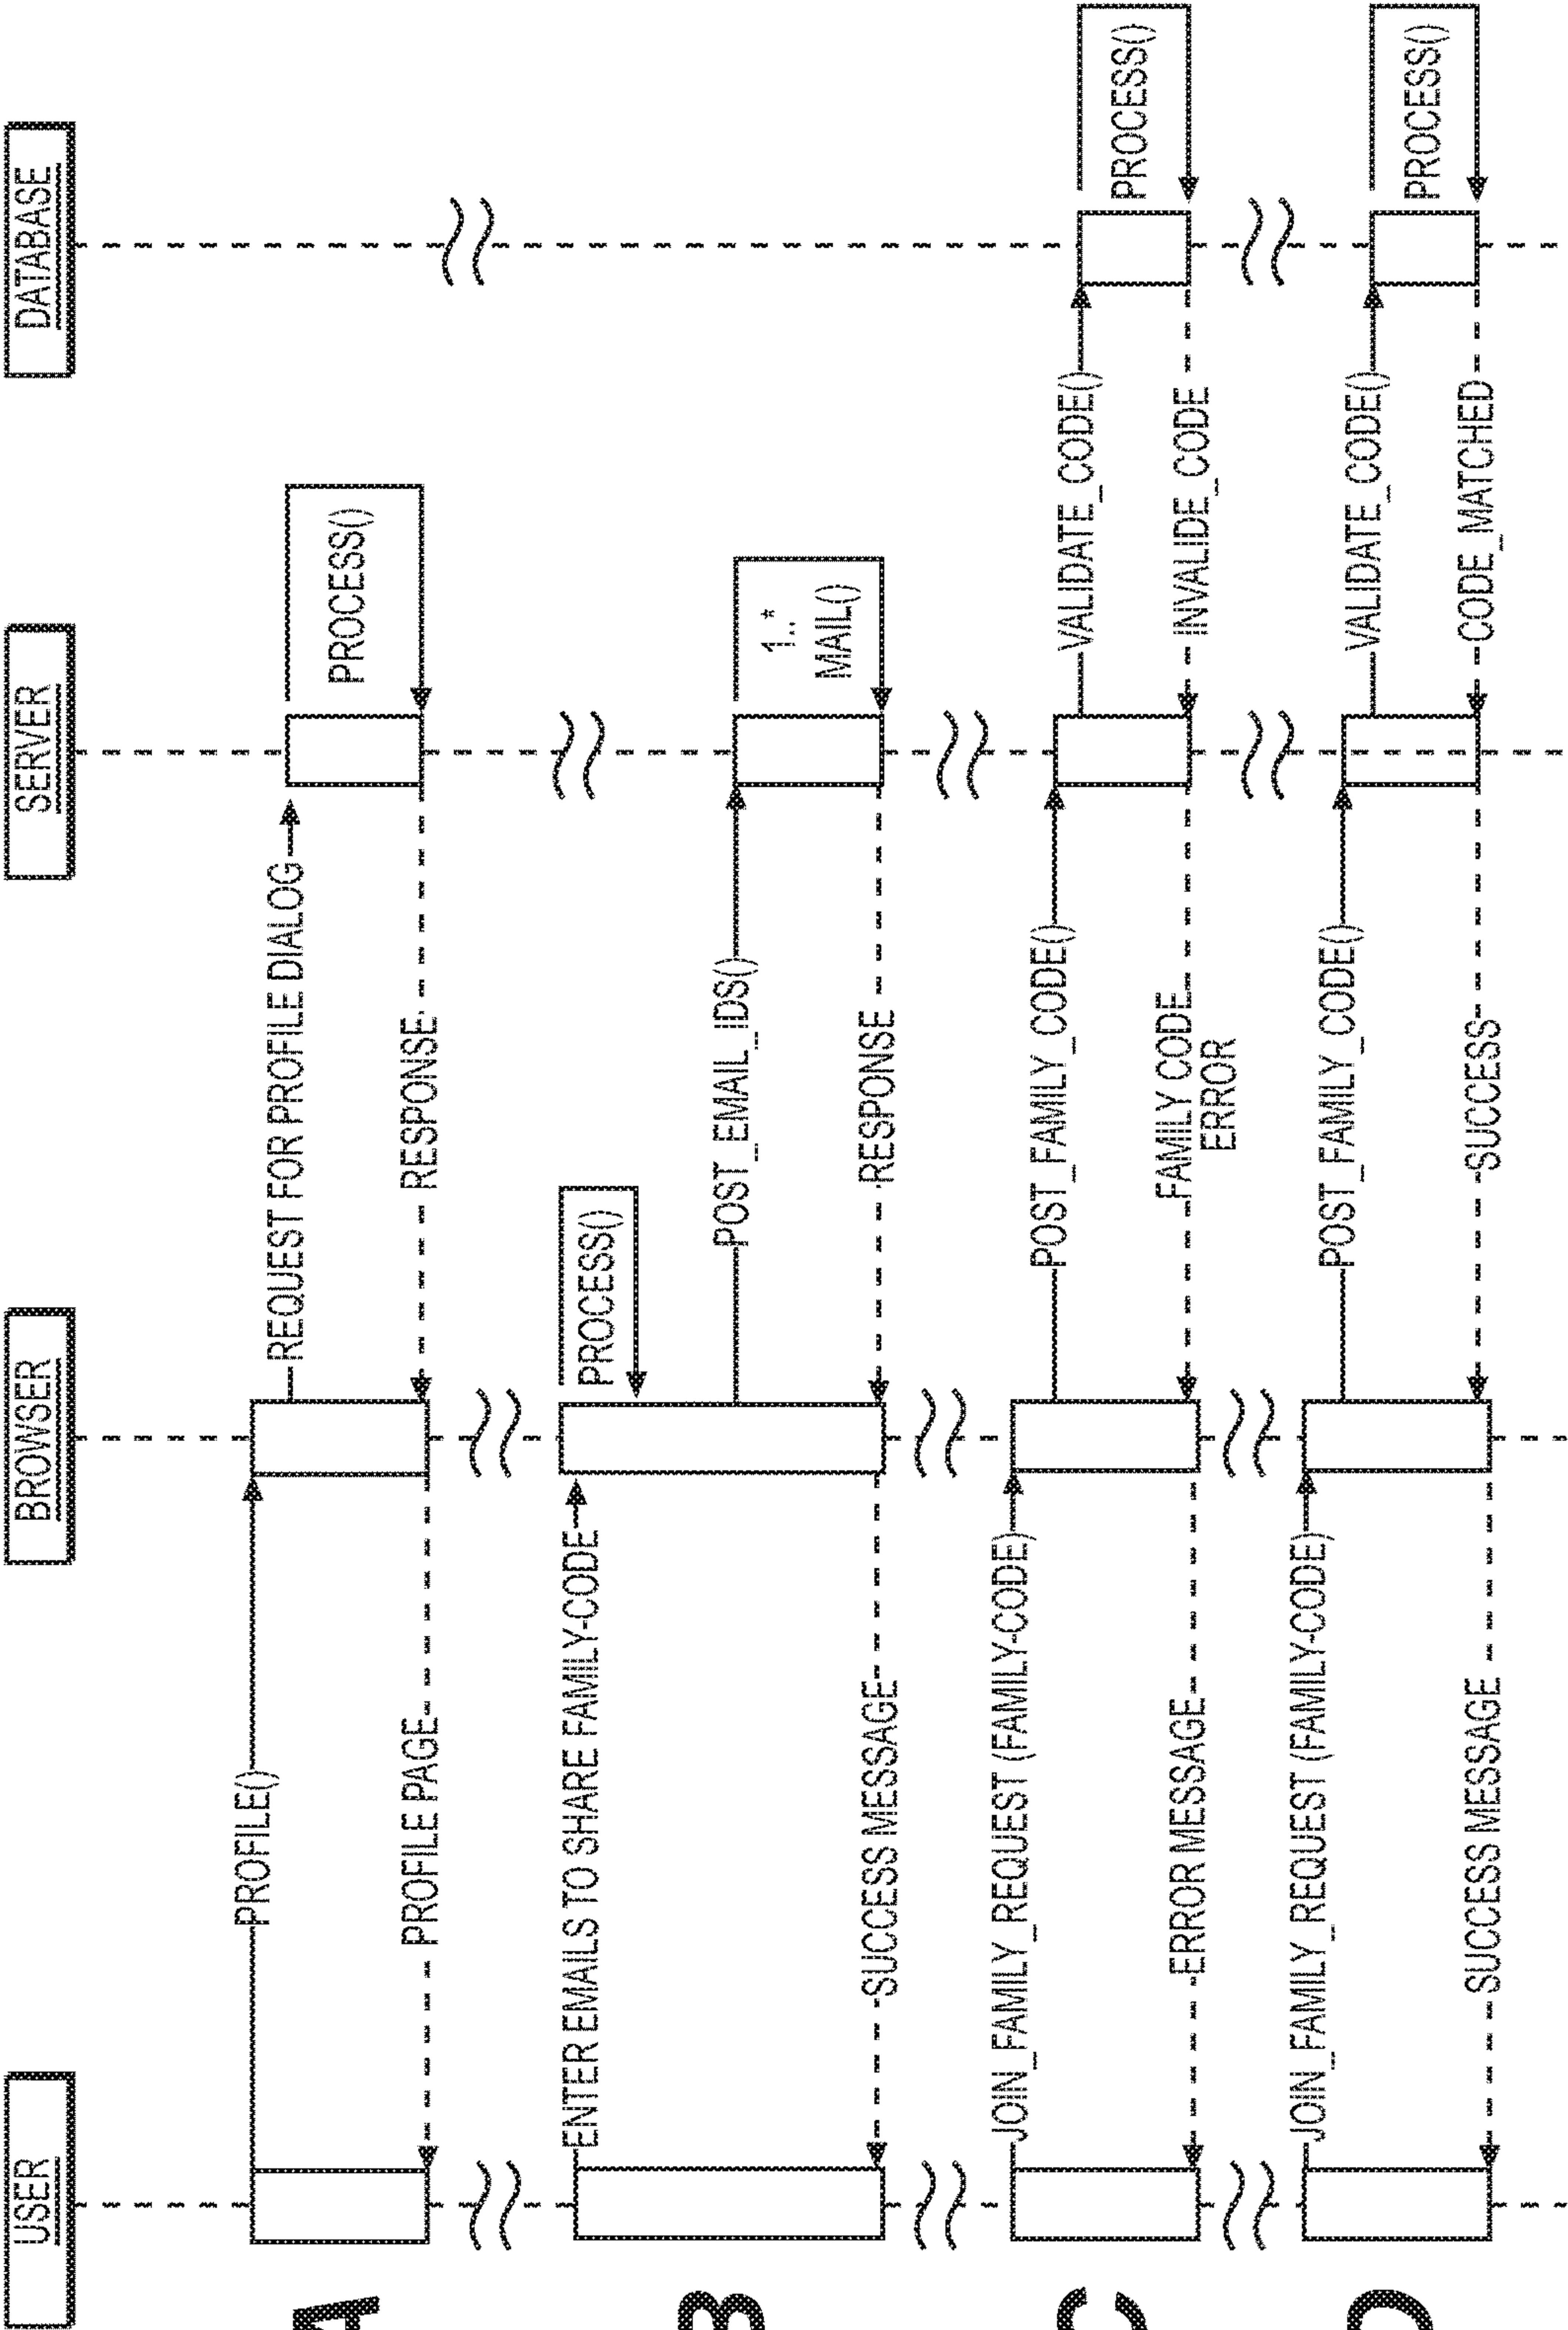 USER
BROWSER
SERVER
DATABASE
A
PROFILE()
REQUEST FOR PROFILE DIALOG
PROCESS()
PROFILE PAGE
RESPONSE
B
ENTER EMAILS TO SHARE FAMILY-CODE
PROCESS()
POST_EMAIL_IDS()
1..*
MAIL()
SUCCESS MESSAGE
RESPONSE
C
JOIN_FAMILY_REQUEST (FAMILY-CODE)
POST_FAMILY_CODE()
VALIDATE_CODE()
PROCESS()
ERROR MESSAGE
FAMILY CODE
ERROR
INVALIDE_CODE
D
JOIN_FAMILY_REQUEST (FAMILY-CODE)
POST_FAMILY_CODE()
VALIDATE_CODE()
PROCESS()
SUCCESS MESSAGE
SUCCESS
CODE_MATCHED